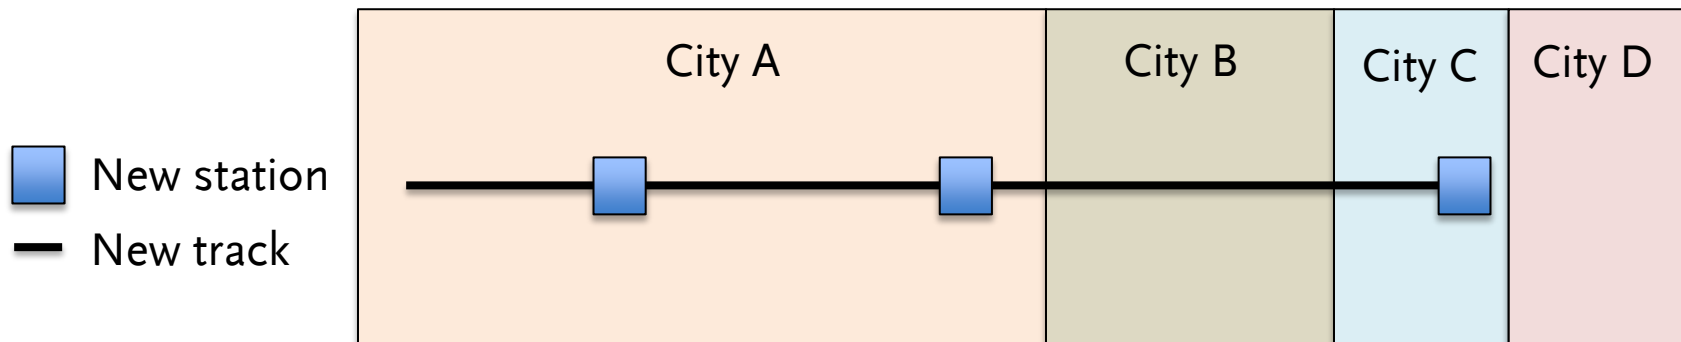 City A
City B
City C
City D
New station
New track